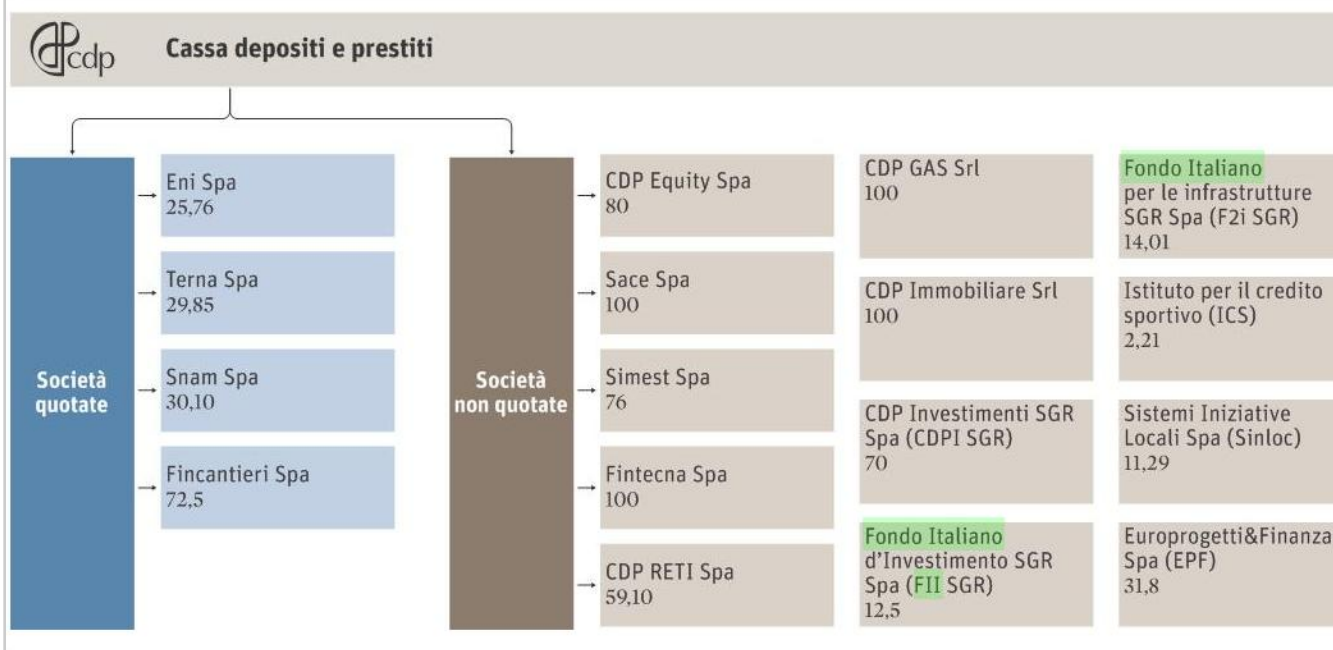 cdp
Cassa depositi e prestiti
Società
quotate
Eni Spa
25,76
Terna Spa
29,85
Snam Spa
30,10
Fincantieri Spa
72,5
Società
non quotate
CDP Equity Spa
80
Sace Spa
100
Simest Spa
76
Fintecna Spa
100
CDP RETI Spa
59,10
CDP GAS Srl
100
CDP Immobiliare Srl
100
CDP Investimenti SGR
Spa (CDPI SGR)
70
Fondo Italiano
d'Investimento SGR
Spa (FII SGR)
12,5
Fondo Italiano
per le infrastrutture
SGR Spa (F2i SGR)
14,01
Istituto per il credito
sportivo (ICS)
2,21
Sistemi Iniziative
Locali Spa (Sinloc)
11,29
Europrogetti&Finanza
Spa (EPF)
31,8